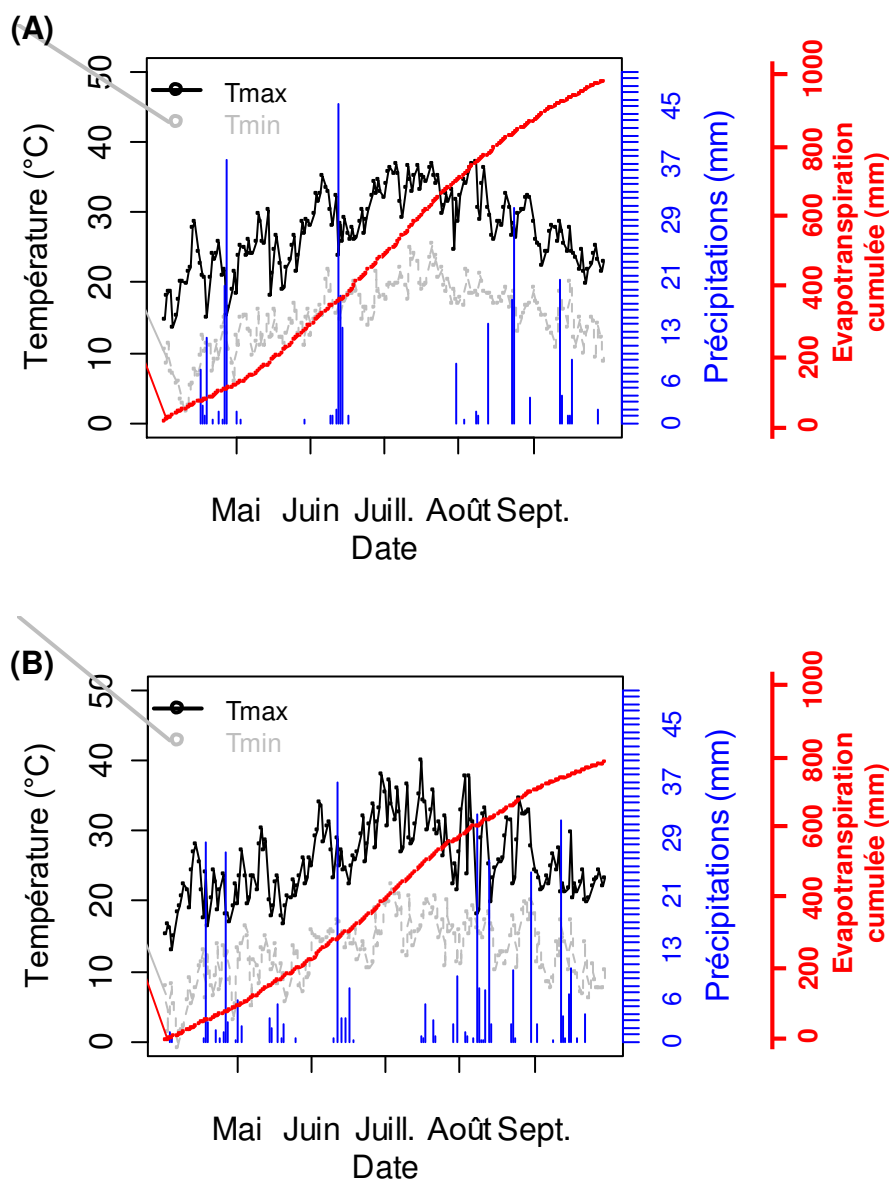 (A)
Tmax
Tmin
Température (°C)
0 10 20 30 40 50
Précipitations (mm)
0 6 13 21 29 37 45
Evapotranspiration
cumulée (mm)
0 200 400 600 800 1000
Mai Juin Juill. Août Sept.
Date
(B)
Tmax
Tmin
Température (°C)
0 10 20 30 40 50
Précipitations (mm)
0 6 13 21 29 37 45
Evapotranspiration
cumulée (mm)
0 200 400 600 800 1000
Mai Juin Juill. Août Sept.
Date